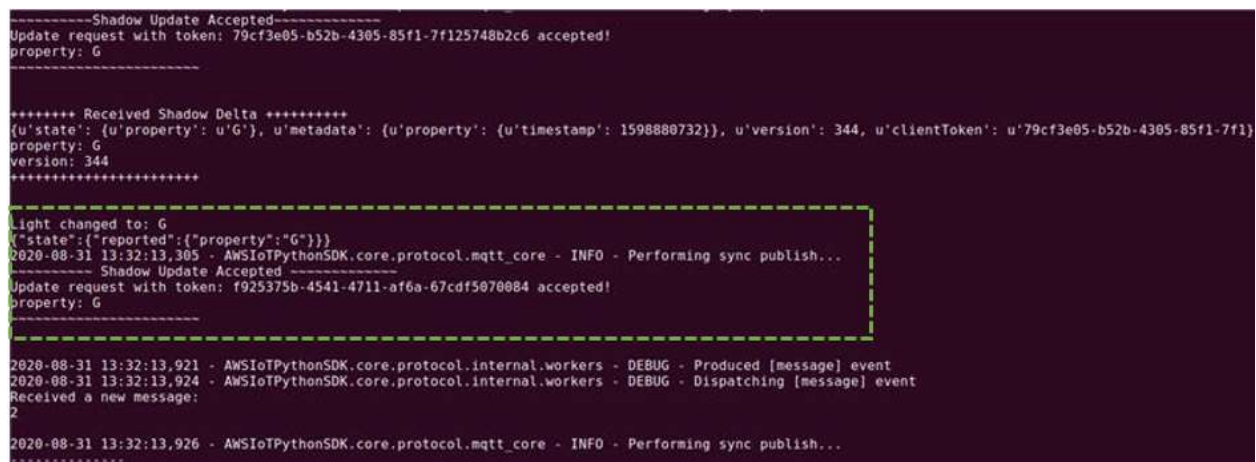 ~~~~~~~~~~Shadow Update Accepted~~~~~~~~~~~~~
Update request with token: 79cf3e05-b52b-4305-85f1-7f125748b2c6 accepted!
property: G
~~~~~~~~~~~~~~~~~~~~~~~
++++++++ Received Shadow Delta ++++++++++
{u'state': {u'property': u'G'}, u'metadata': {u'property': {u'timestamp': 1598880732}}, u'version': 344, u'clientToken': u'79cf3e05-b52b-4305-85f1-7f1}
property: G
version: 344
+++++++++++++++++++++++
Light changed to: G
{"state":{"reported":{"property":"G"}}}
2020-08-31 13:32:13,305 - AWSIoTPythonSDK.core.protocol.mqtt_core - INFO - Performing sync publish...
~~~~~~~~~~ Shadow Update Accepted ~~~~~~~~~~~~~
Update request with token: f925375b-4541-4711-af6a-67cdf5070084 accepted!
property: G
~~~~~~~~~~~~~~~~~~~~~~~
2020-08-31 13:32:13,921 - AWSIoTPythonSDK.core.protocol.internal.workers - DEBUG - Produced [message] event
2020-08-31 13:32:13,924 - AWSIoTPythonSDK.core.protocol.internal.workers - DEBUG - Dispatching [message] event
Received a new message:
2
2020-08-31 13:32:13,926 - AWSIoTPythonSDK.core.protocol.mqtt_core - INFO - Performing sync publish...
--------------